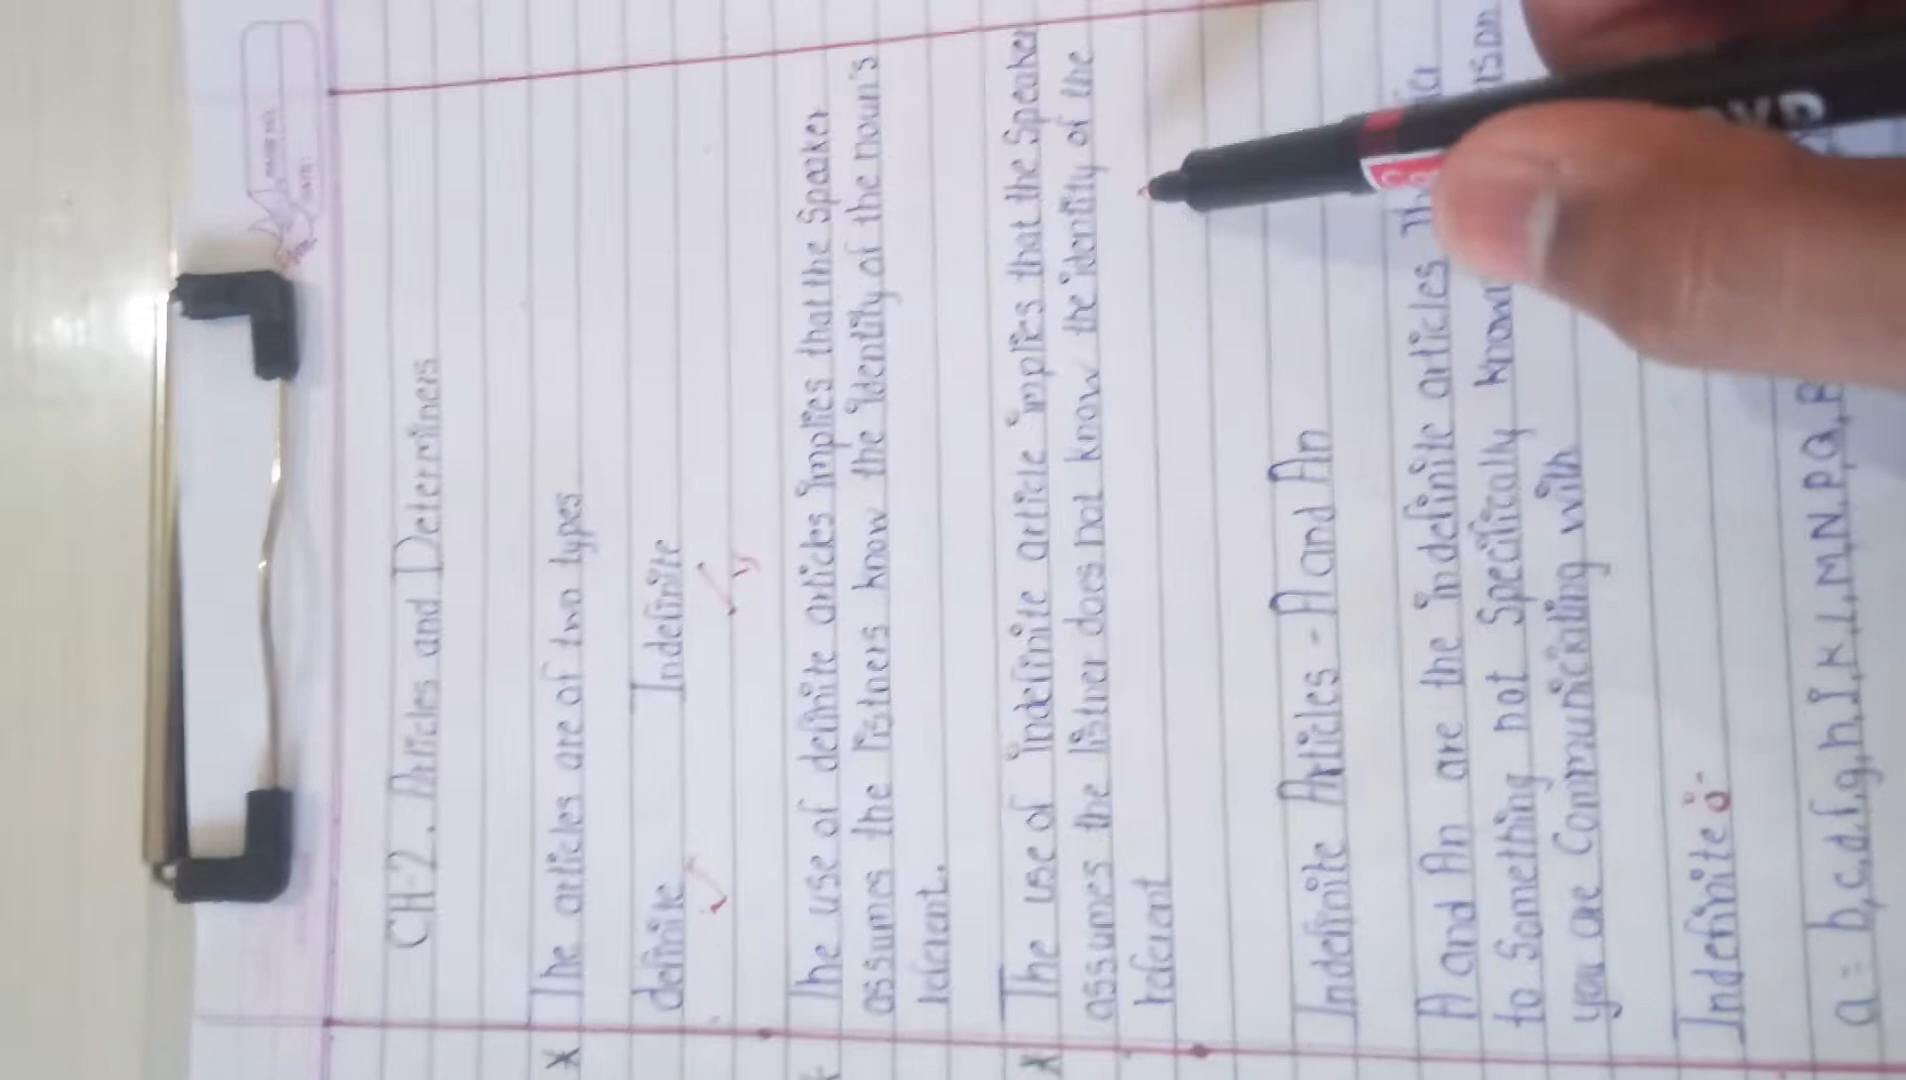 CH-2. Articles and Determiners
* The articles are of two types
definite Indefinite
* The use of definite articles implies that the Speaker
assumes the listners know the identity of the noun's
referent.
* The use of indefinite article implies that the Speaker
assumes the listner does not know the identity of the
referent
Indefinite Articles - A and An
A and An are the indefinite articles
to Something not Specifically
you are Communicating with
Indefinite :-
a = b,c,d,f,g,h,j,K,L,M,N,P,Q,